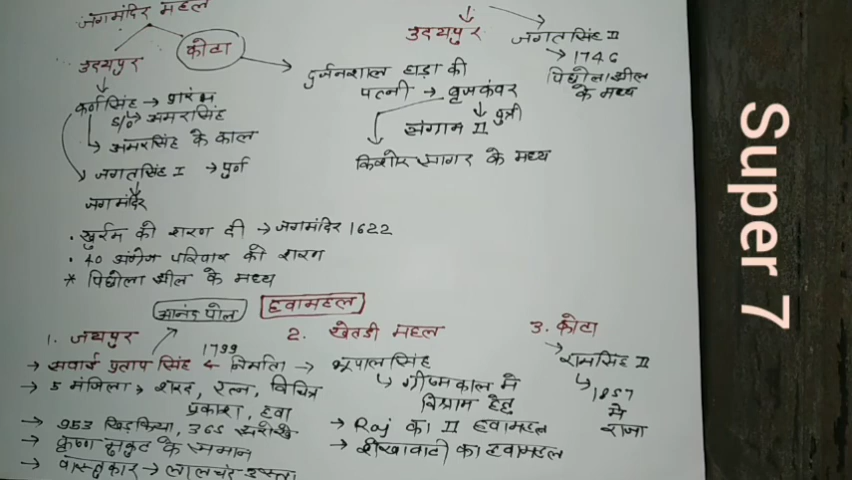 जगमंदिर महल
उदयपुर
कोटा
कर्णसिंह → प्रारंभ
S/o → अमरसिंह
→ अमरसिंह के काल
→ जगतसिंह I → पूर्ण
जगमंदिर
दुर्जनशाल हाड़ा की
पत्नी → बृजकंवर
↓ पुत्री
संग्राम II
किशोर सागर के मध्य
उदयपुर
जगतसिंह II
→ 1746
पिछोला झील
के मध्य
• खुर्रम को शरण दी → जगमंदिर 1622
• 40 अंग्रेज परिवार को शरण
* पिछोला झील के मध्य
आनंद पोल
हवामहल
1. जयपुर
→ सवाई प्रताप सिंह
1799
निर्माता
→ 5 मंजिला → शरद, रत्न, विचित्र
प्रकाश, हवा
→ 953 खिड़किया, 365 झरोखे
→ कृष्ण मुकुट के समान
→ वास्तुकार → लालचंद उस्ता
2. खेतड़ी महल
→ भूपालसिंह
↳ ग्रीष्मकाल में
विश्राम हेतु
→ Raj का II हवामहल
→ शेखावाटी का हवामहल
3. कोटा
→ रामसिंह II
↳ 1857
में
राजा
Super 7